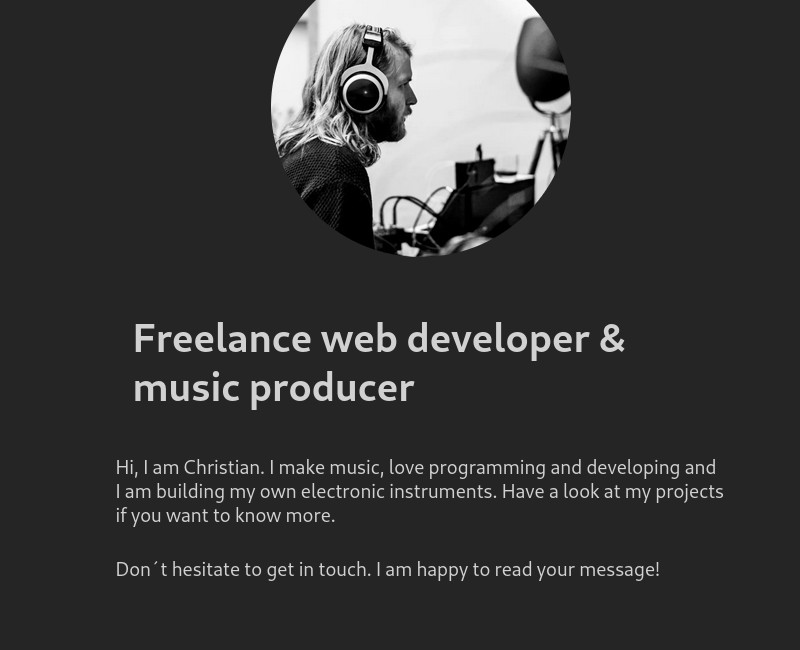 Freelance web developer &
music producer
Hi, I am Christian. I make music, love programming and developing and
I am building my own electronic instruments. Have a look at my projects
if you want to know more.
Don´t hesitate to get in touch. I am happy to read your message!